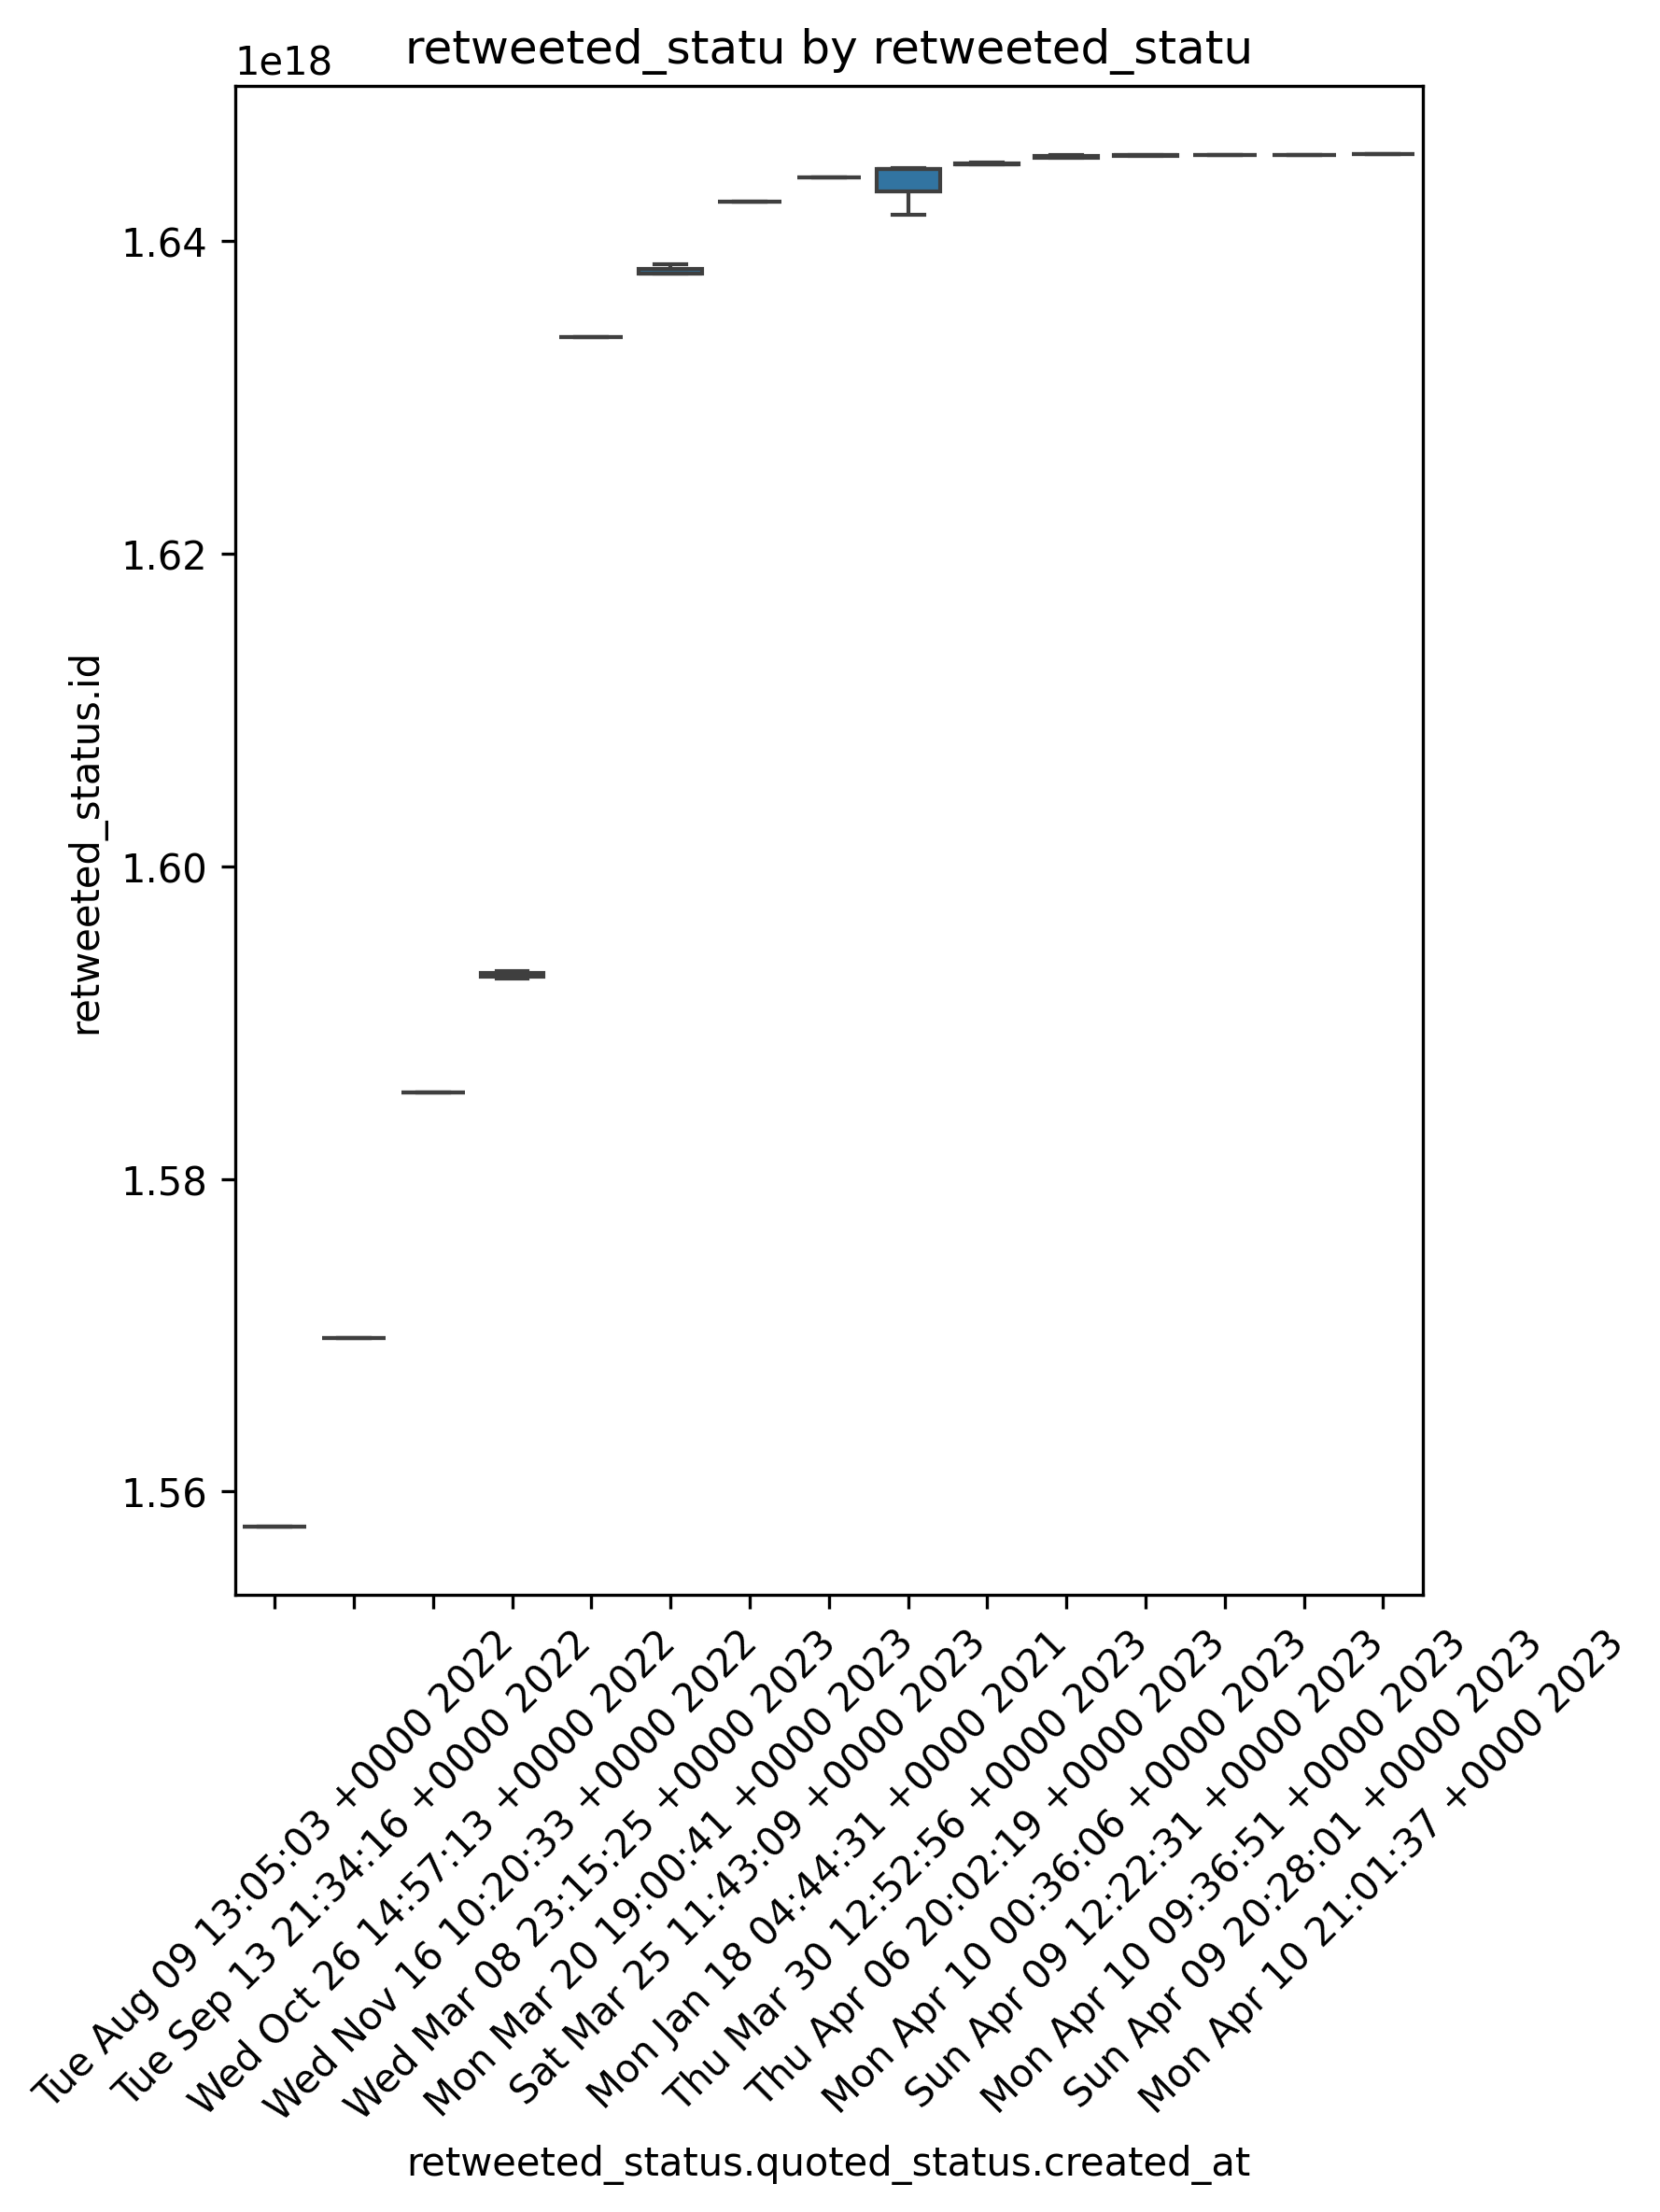 retweeted_statu by retweeted_statu
1e18
1.64
1.62
1.60
1.58
1.56
retweeted_status.id
Tue Aug 09 13:05:03 +0000 2022
Tue Sep 13 21:34:16 +0000 2022
Wed Oct 26 14:57:13 +0000 2022
Wed Nov 16 10:20:33 +0000 2022
Wed Mar 08 23:15:25 +0000 2023
Mon Mar 20 19:00:41 +0000 2023
Sat Mar 25 11:43:09 +0000 2023
Mon Jan 18 04:44:31 +0000 2021
Thu Mar 30 12:52:56 +0000 2023
Thu Apr 06 20:02:19 +0000 2023
Mon Apr 10 00:36:06 +0000 2023
Sun Apr 09 12:22:31 +0000 2023
Mon Apr 10 09:36:51 +0000 2023
Sun Apr 09 20:28:01 +0000 2023
Mon Apr 10 21:01:37 +0000 2023
retweeted_status.quoted_status.created_at